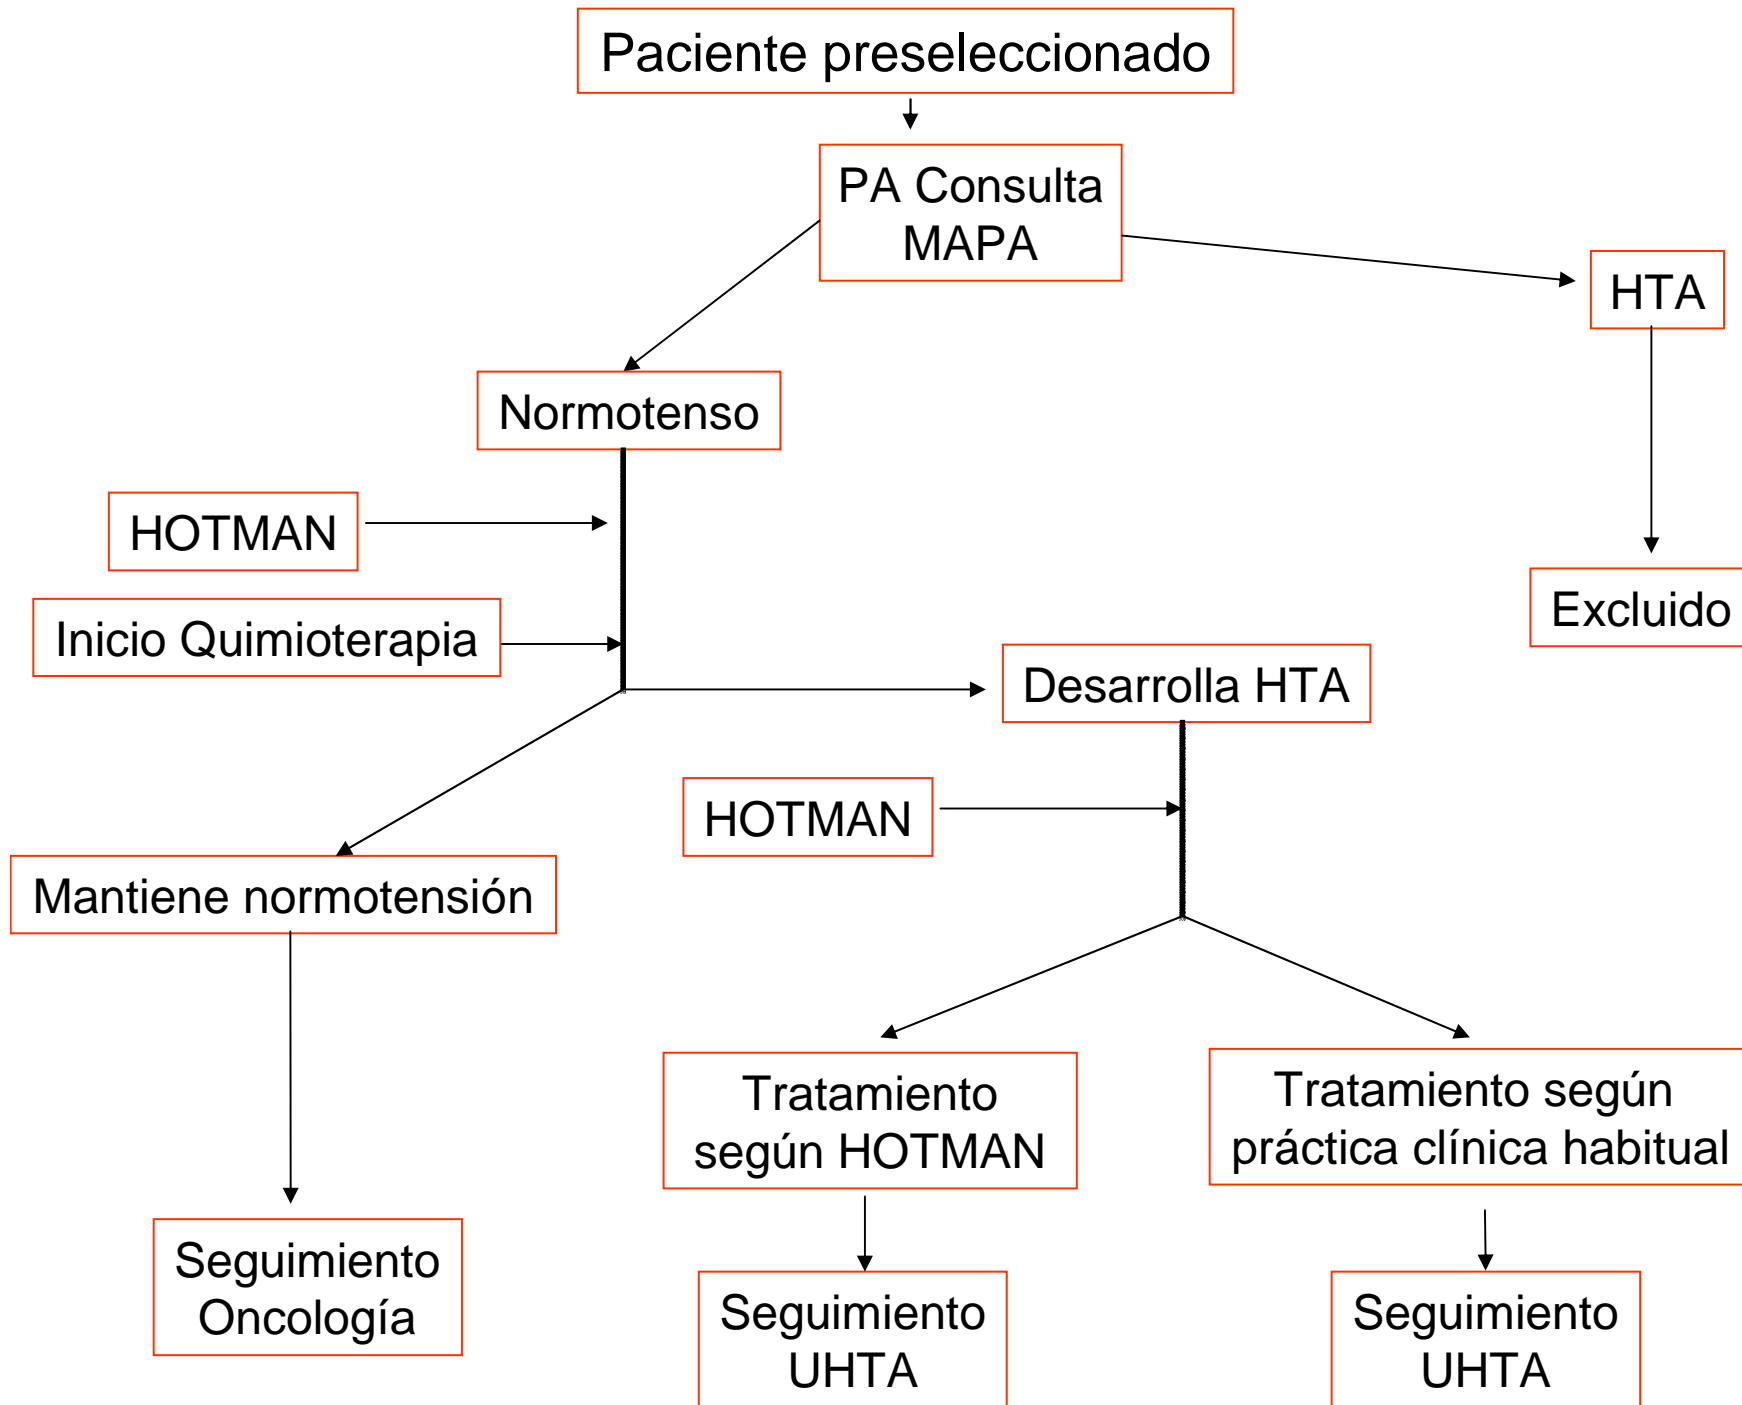 Paciente preseleccionado
PA Consulta
MAPA
HTA
Normotenso
HOTMAN
Excluido
Inicio Quimioterapia
Desarrolla HTA
HOTMAN
Mantiene normotensión
Tratamiento
según HOTMAN
Tratamiento según
práctica clínica habitual
Seguimiento
Oncología
Seguimiento
UHTA
Seguimiento
UHTA